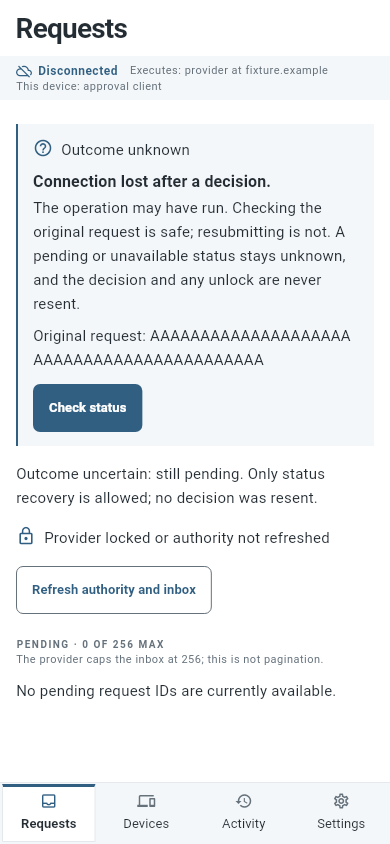 Requests
Disconnected Executes: provider at fixture.example
This device: approval client
Outcome unknown
Connection lost after a decision.
The operation may have run. Checking the
original request is safe; resubmitting is not. A
pending or unavailable status stays unknown,
and the decision and any unlock are never
resent.
Original request: AAAAAAAAAAAAAAAAAAAA
AAAAAAAAAAAAAAAAAAAAAAA
Check status
Outcome uncertain: still pending. Only status
recovery is allowed; no decision was resent.
Provider locked or authority not refreshed
Refresh authority and inbox
PENDING · 0 OF 256 MAX
The provider caps the inbox at 256; this is not pagination.
No pending request IDs are currently available.
Requests Devices Activity Settings